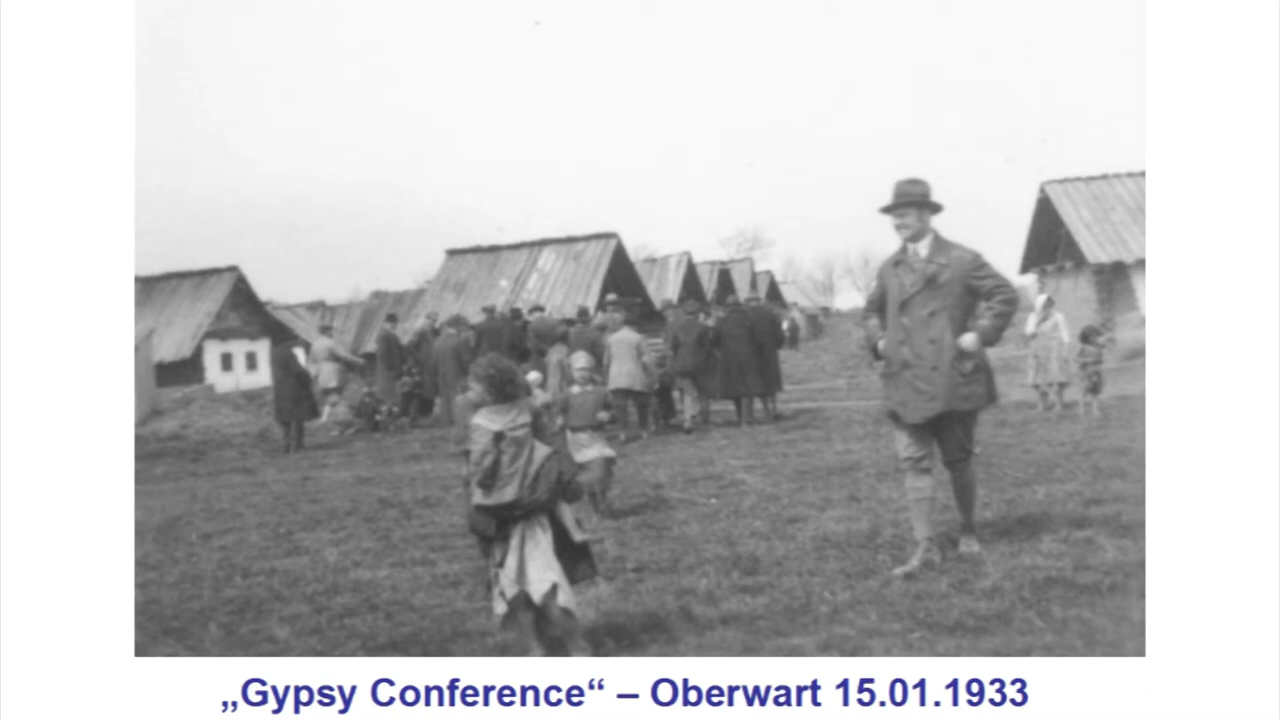 „Gypsy Conference“ – Oberwart 15.01.1933